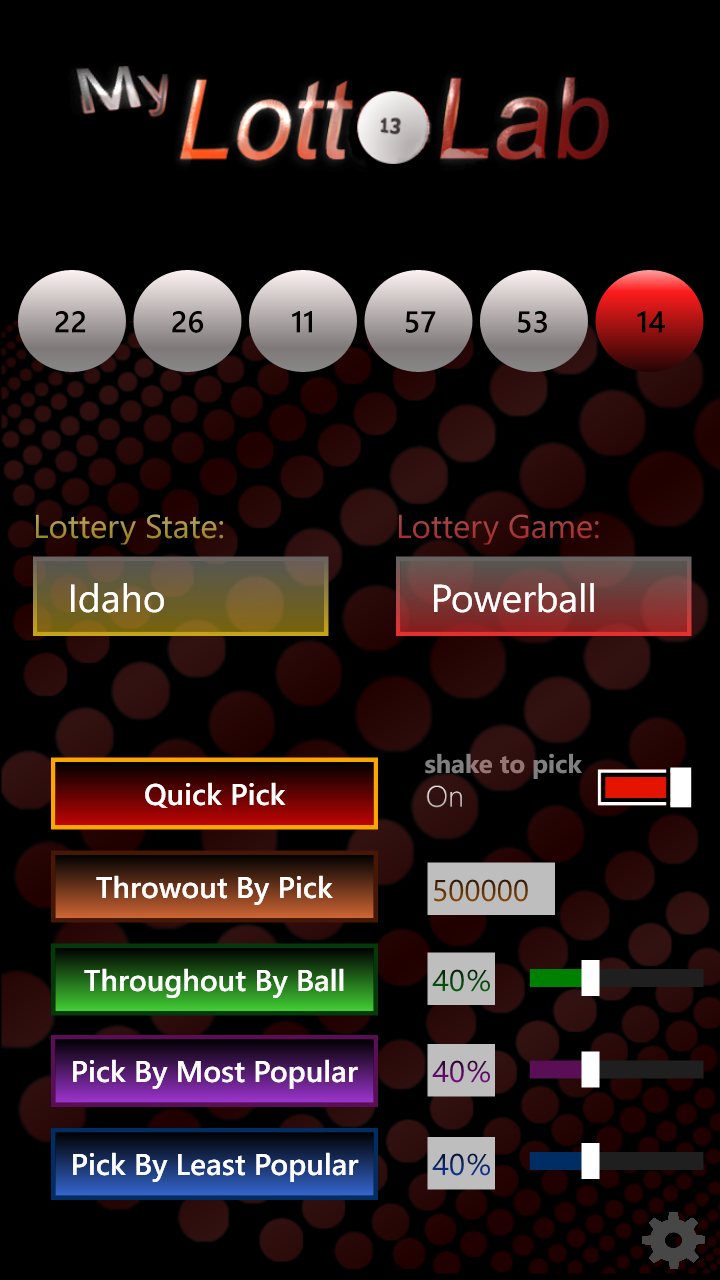 My Lotto Lab
13
22 26 11 57 53 14
Lottery State: Lottery Game:
Idaho Powerball
Quick Pick
shake to pick
On
Throwout By Pick 500000
Throughout By Ball 40%
Pick By Most Popular 40%
Pick By Least Popular 40%